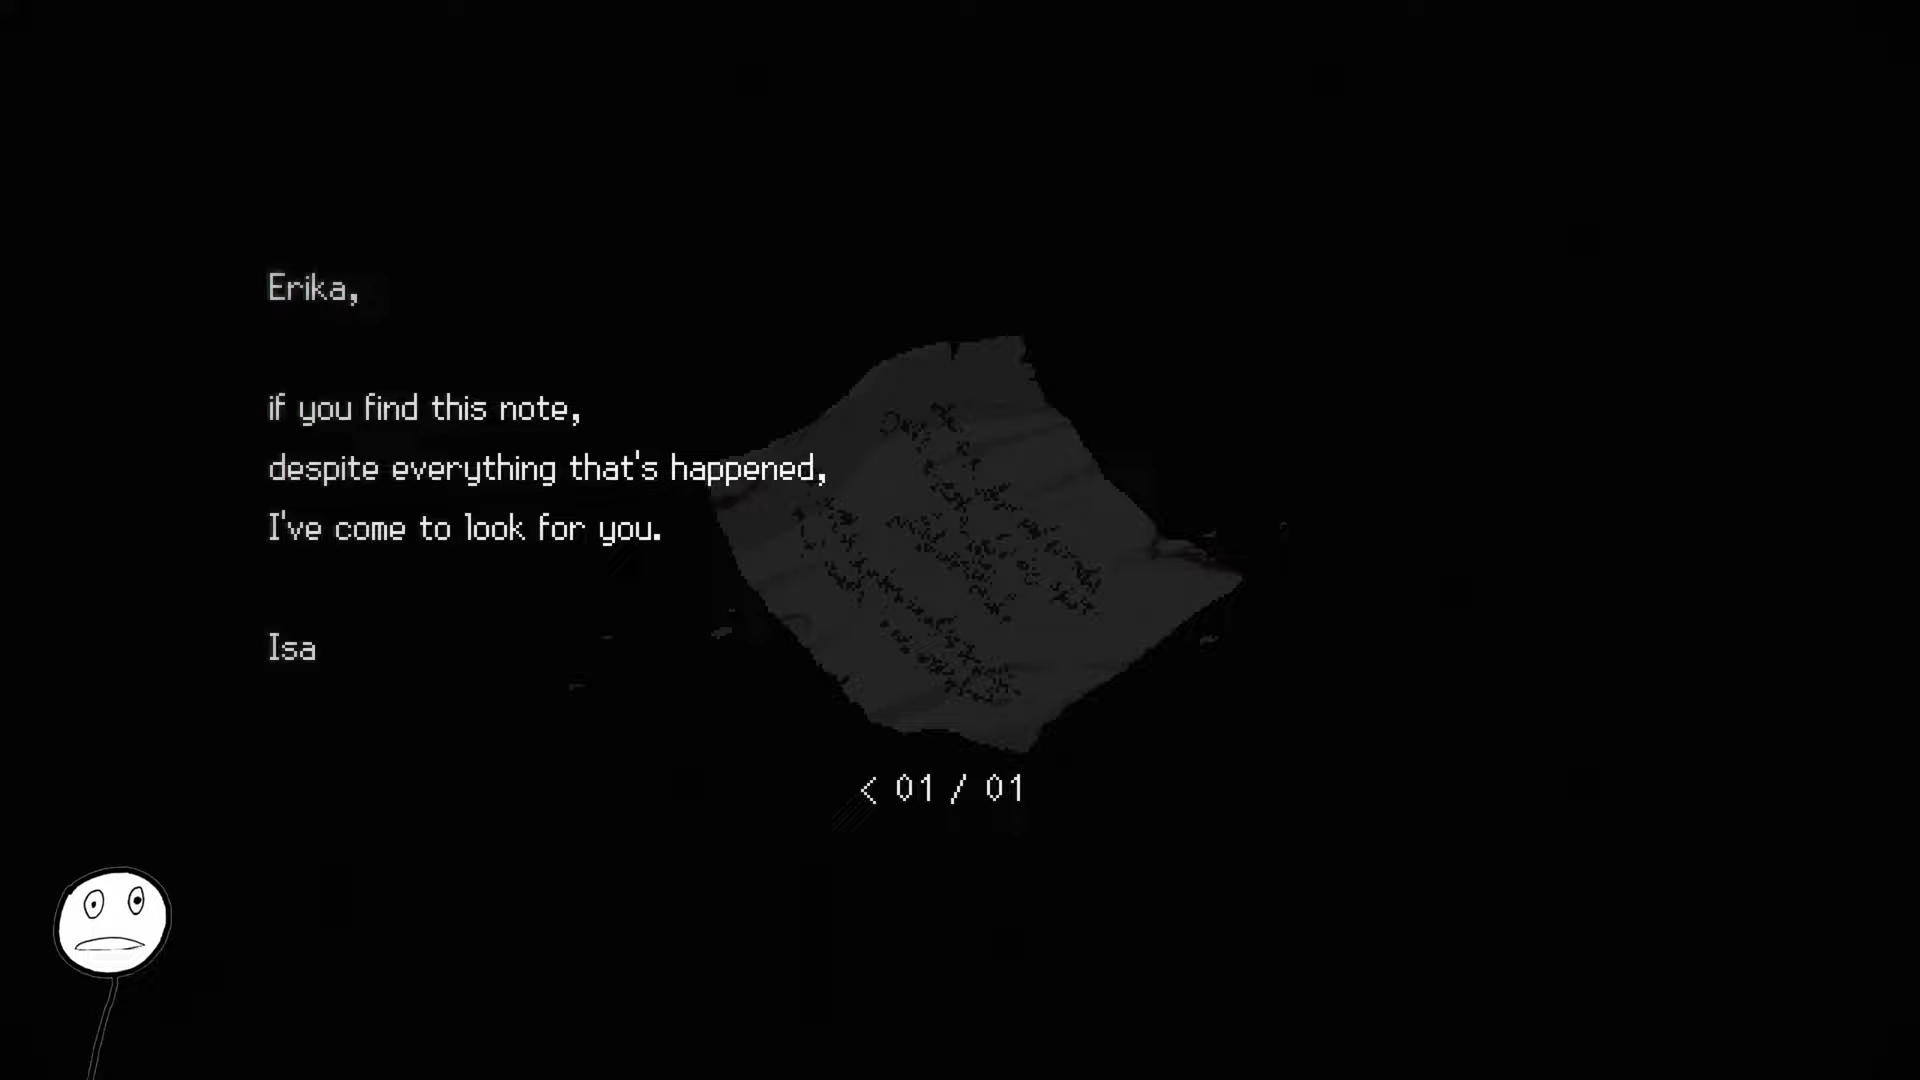 Erika,
if you find this note,
despite everything that's happened,
I've come to look for you.
Isa
< 01 / 01